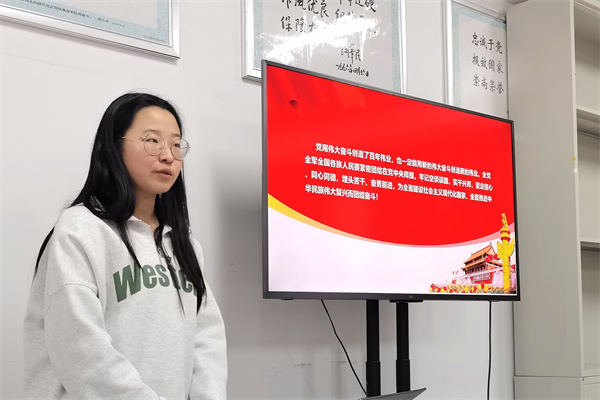 保障有力
忠诚于党
报效国家
崇尚荣誉
党用伟大奋斗创造了百年伟业，也一定能用新的伟大奋斗创造新的伟业。全党
全军全国各族人民要紧密团结在党中央周围，牢记空谈误国、实干兴邦，坚定信心
、同心同德，埋头苦干、奋勇前进，为全面建设社会主义现代化国家、全面推进中
华民族伟大复兴而团结奋斗！
Western